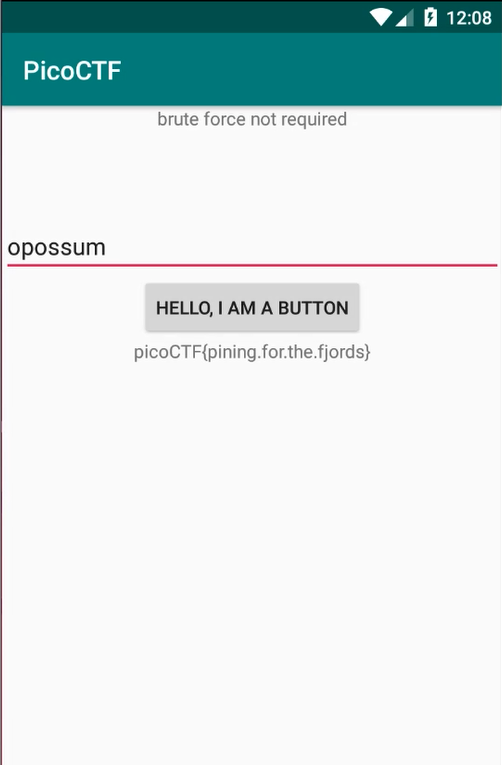 12:08
PicoCTF
brute force not required
opossum
HELLO, I AM A BUTTON
picoCTF{pining.for.the.fjords}